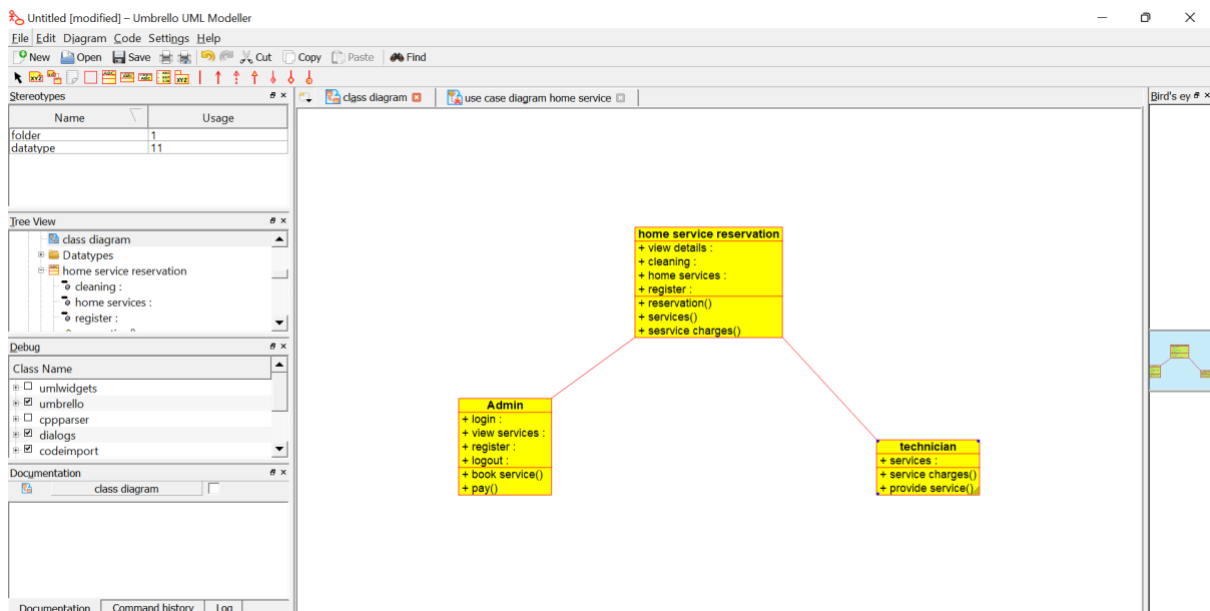 Untitled [modified] – Umbrello UML Modeller
File Edit Diagram Code Settings Help
New Open Save Cut Copy Paste Find
Stereotypes
Name Usage
folder 1
datatype 11
Tree View
class diagram
Datatypes
home service reservation
cleaning :
home services :
register :
Debug
Class Name
umlwidgets
umbrello
cppparser
dialogs
codeimport
Documentation
class diagram
Documentation Command history Log
class diagram use case diagram home service
home service reservation
+ view details :
+ cleaning :
+ home services :
+ register :
+ reservation()
+ services()
+ sesrvice charges()
Admin
+ login :
+ view services :
+ register :
+ logout :
+ book service()
+ pay()
technician
+ services :
+ service charges()
+ provide service()
Bird's ey